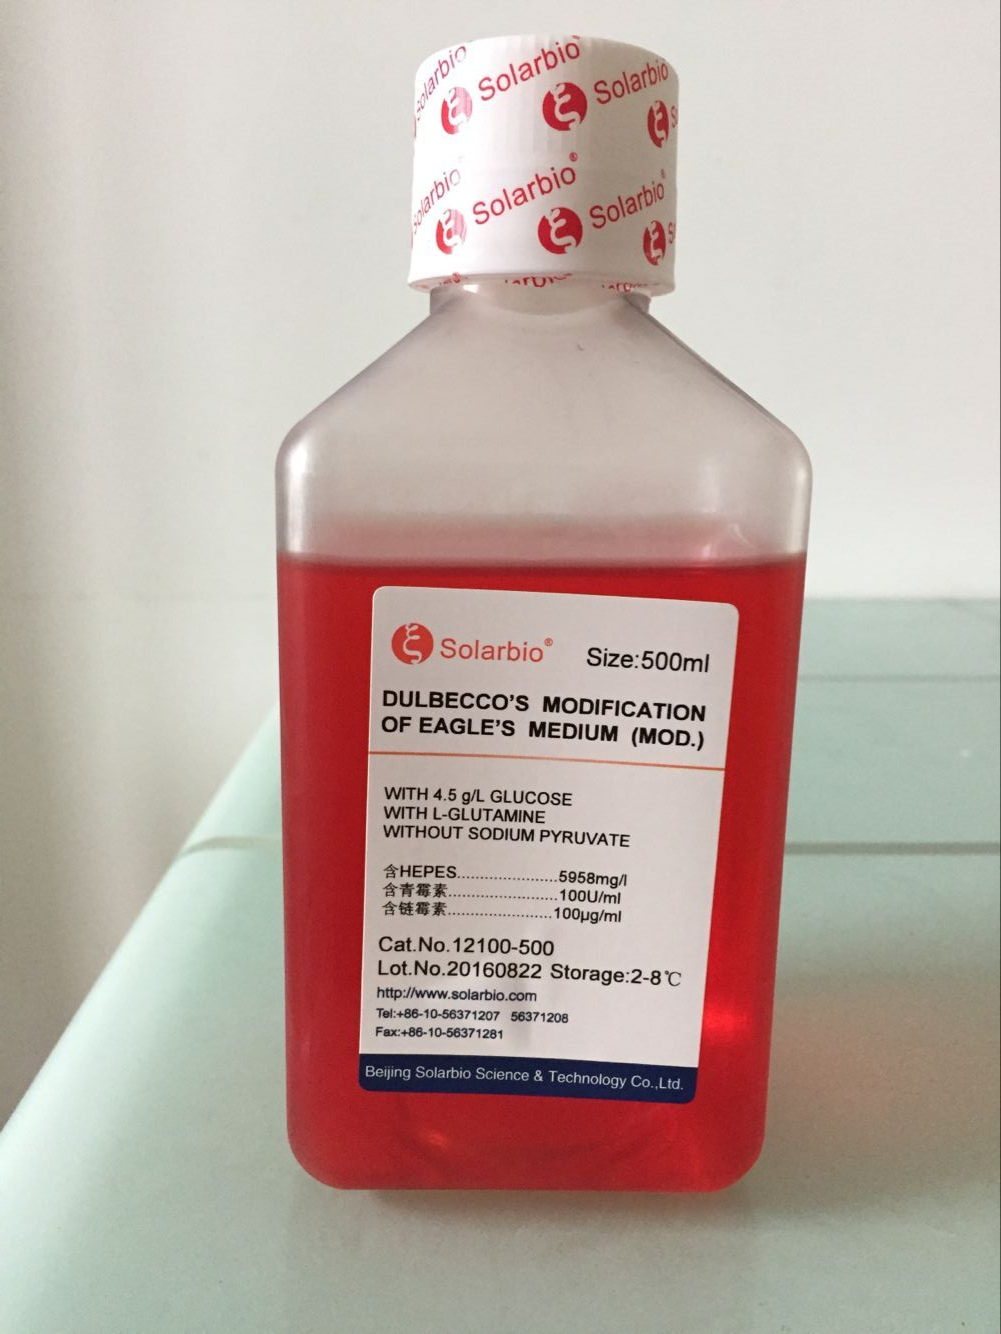 Solarbio®
Solarbio
Solarbio®
Solarbio
Solarbio
Solarbio®
Solarbio®
Solarbio® Size:500ml
DULBECCO'S MODIFICATION
OF EAGLE'S MEDIUM (MOD.)
WITH 4.5 g/L GLUCOSE
WITH L-GLUTAMINE
WITHOUT SODIUM PYRUVATE
含HEPES.......................5958mg/l
含青霉素.........................100U/ml
含链霉素........................100µg/ml
Cat.No.12100-500
Lot.No.20160822 Storage:2-8℃
http://www.solarbio.com
Tel:+86-10-56371207 56371208
Fax:+86-10-56371281
Beijing Solarbio Science & Technology Co.,Ltd.